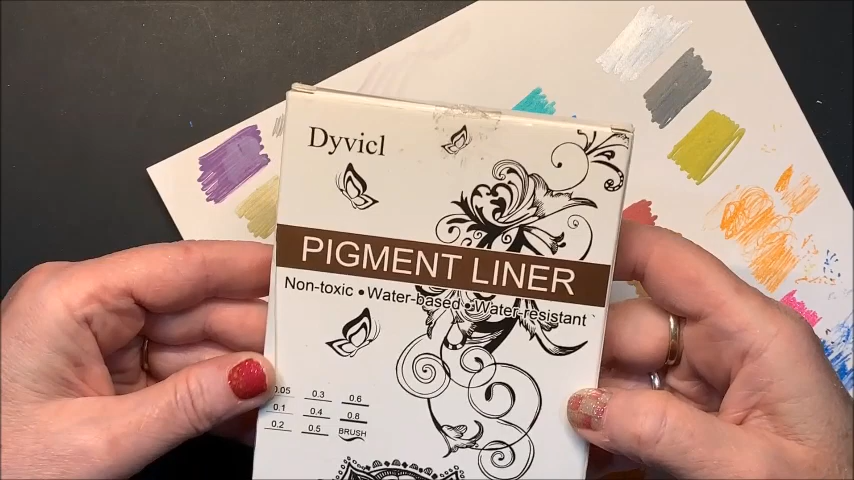 Dyvicl
PIGMENT LINER
Non-toxic • Water-based • Water-resistant
0.05 0.3 0.6
0.1 0.4 0.8
0.2 0.5 BRUSH